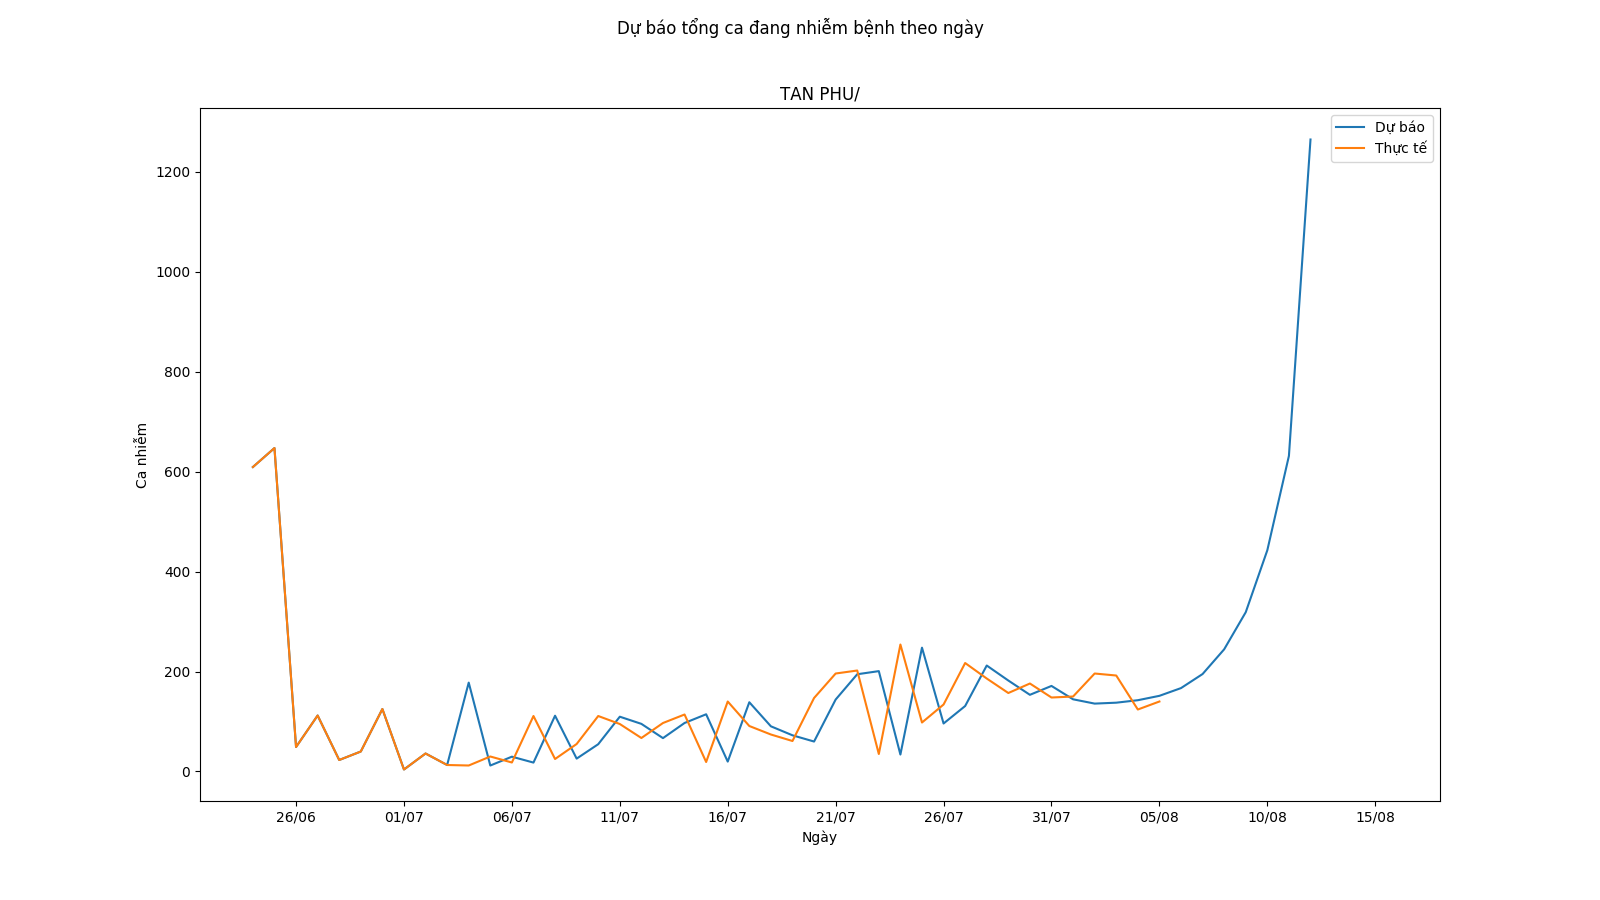 Dự báo tổng ca đang nhiễm bệnh theo ngày
TAN PHU/
Dự báo
Thực tế
1200
1000
800
600
400
200
0
Ca nhiễm
26/06 01/07 06/07 11/07 16/07 21/07 26/07 31/07 05/08 10/08 15/08
Ngày